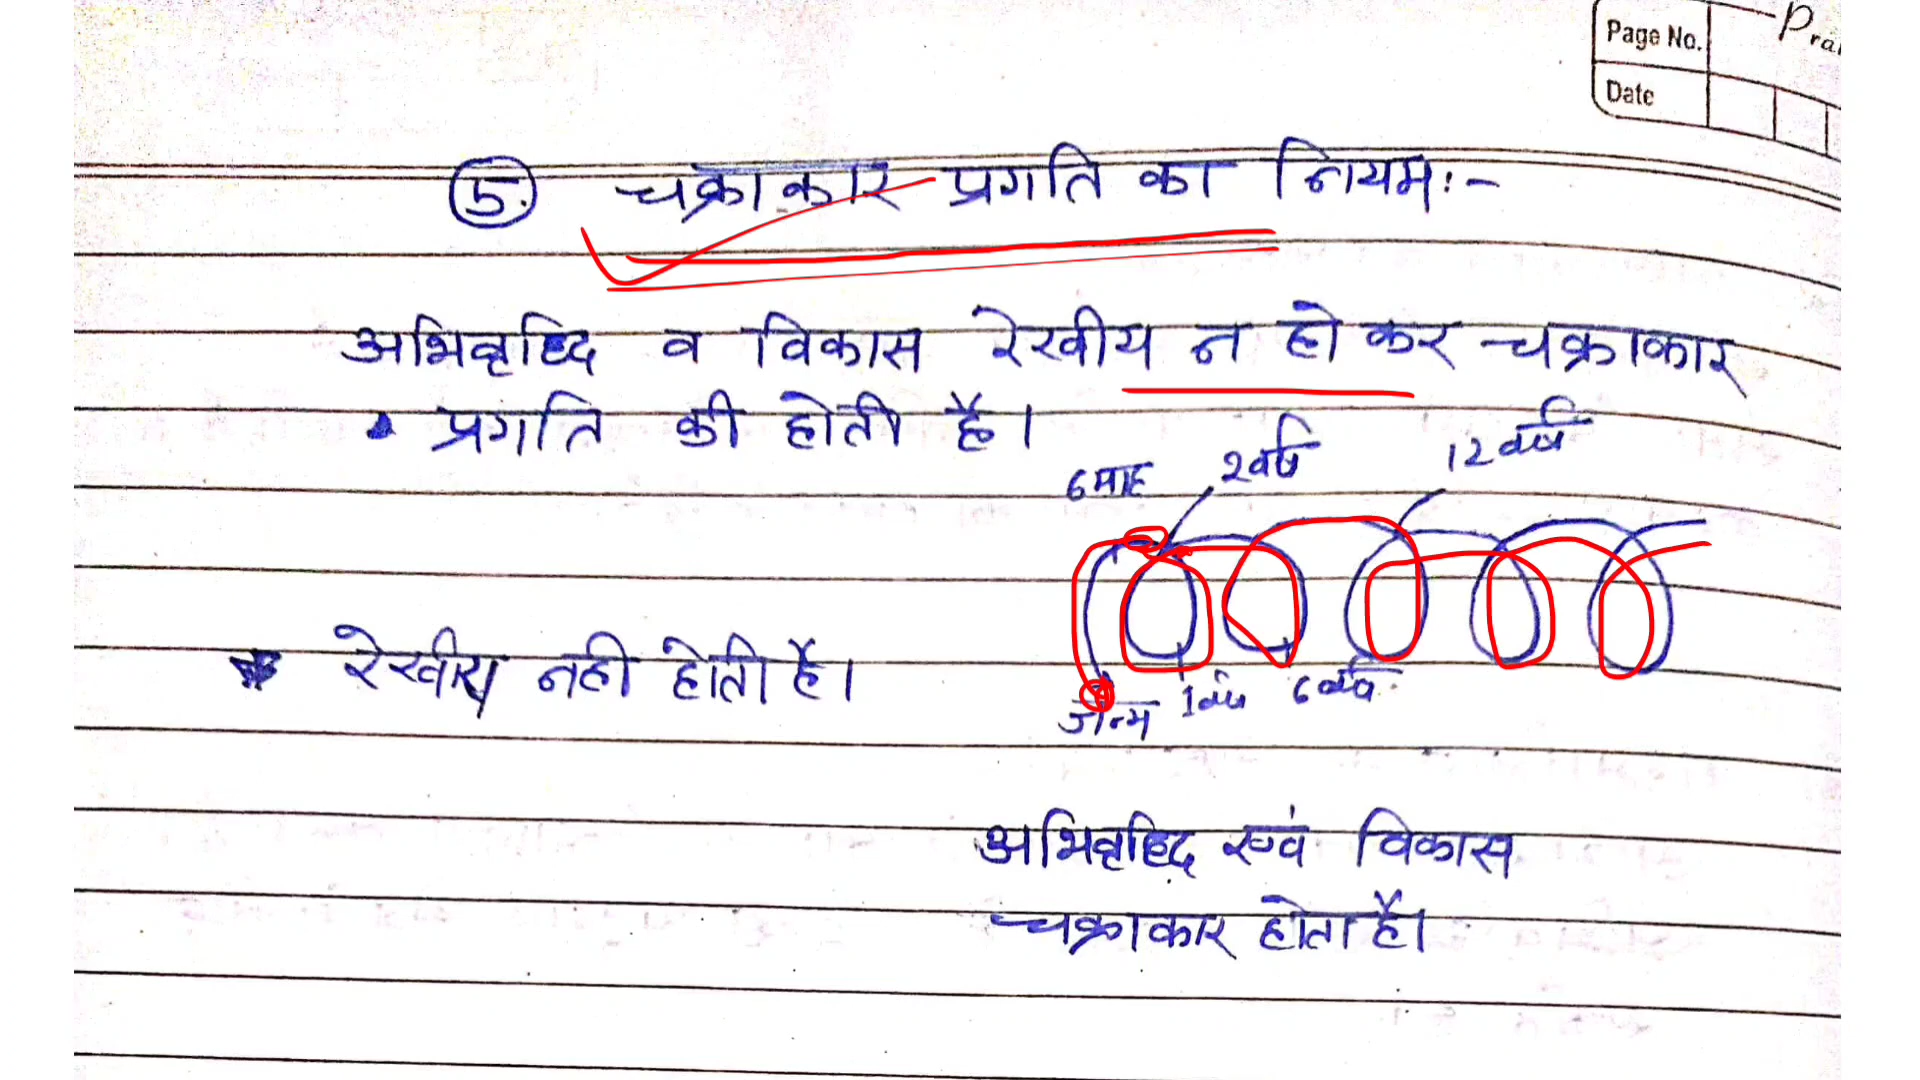 Page No.
Date
5. चक्राकार प्रगति का नियम:-
अभिवृद्धि व विकास रेखीय न हो कर चक्राकार
प्रगति की होती है।
6 माह 2 वर्ष 12 वर्ष
रेखीय नही होती है।
जन्म 1 वर्ष 6 वर्ष
अभिवृद्धि एवं विकास
चक्राकार होता है।